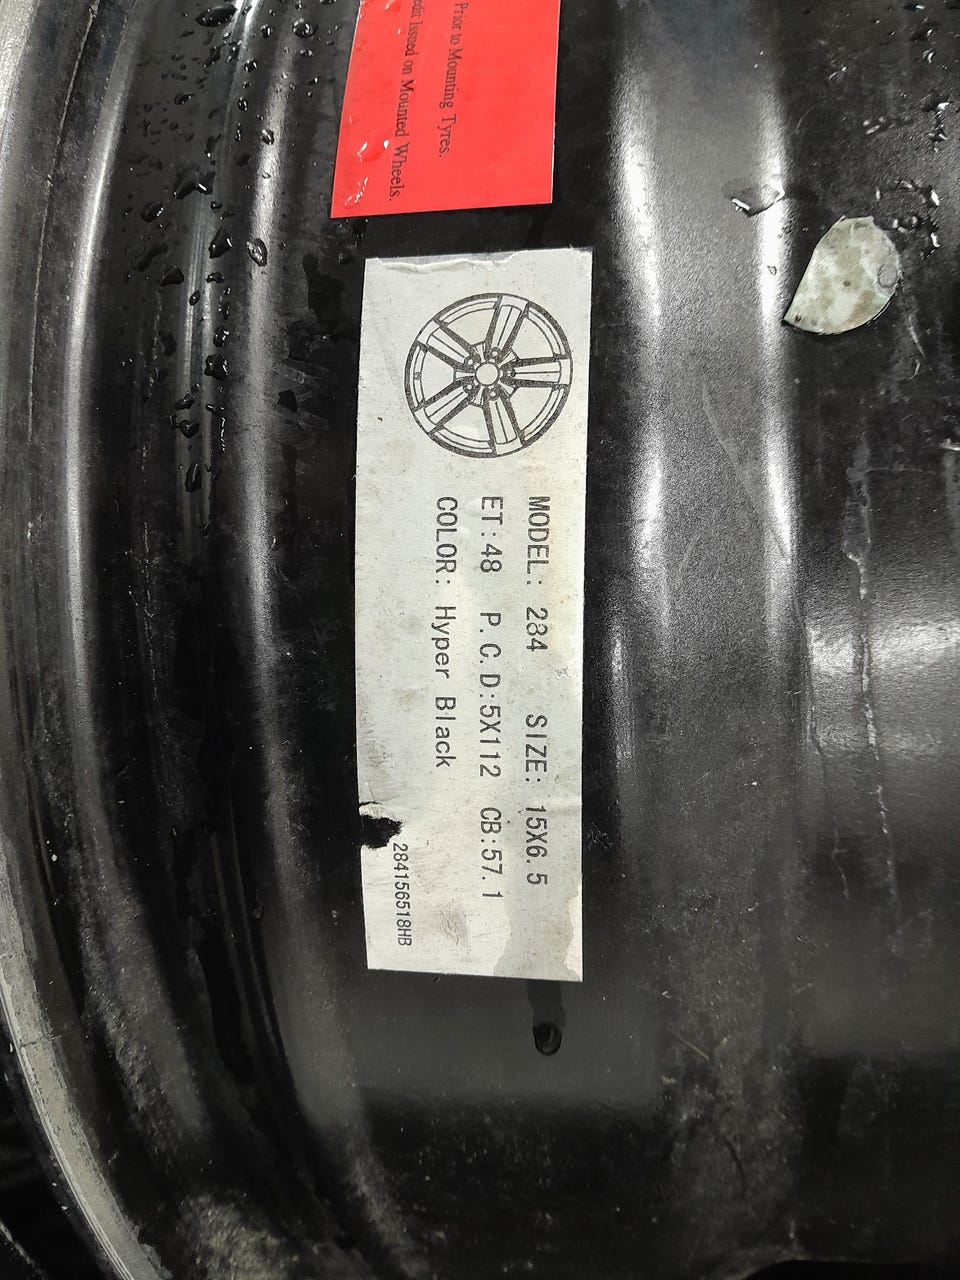 Prior to Mounting Tyres.
Issued on Mounted Wheels.
MODEL: 284 SIZE: 15X6.5
ET:48 P.C.D:5X112 CB:57.1
COLOR: Hyper Black
284156518HB